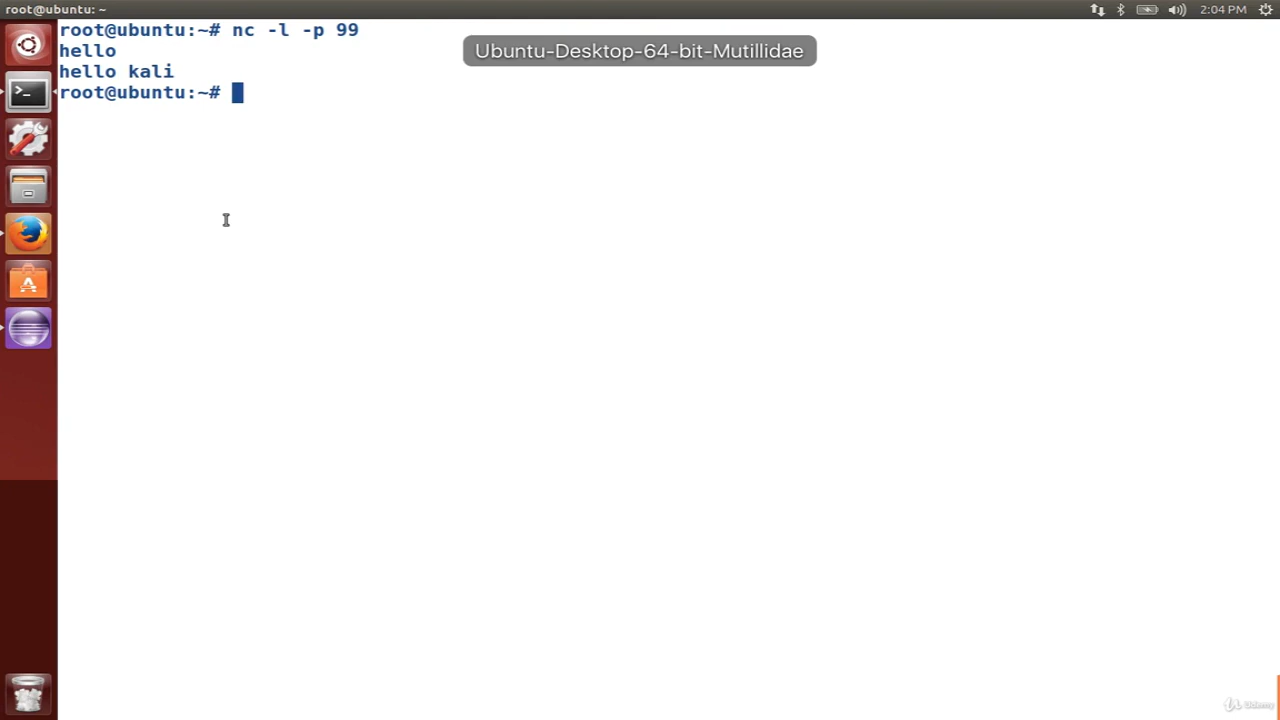 root@ubuntu: ~
2:04 PM
root@ubuntu:~# nc -l -p 99
Ubuntu-Desktop-64-bit-Mutillidae
hello
hello kali
root@ubuntu:~#
Udemy